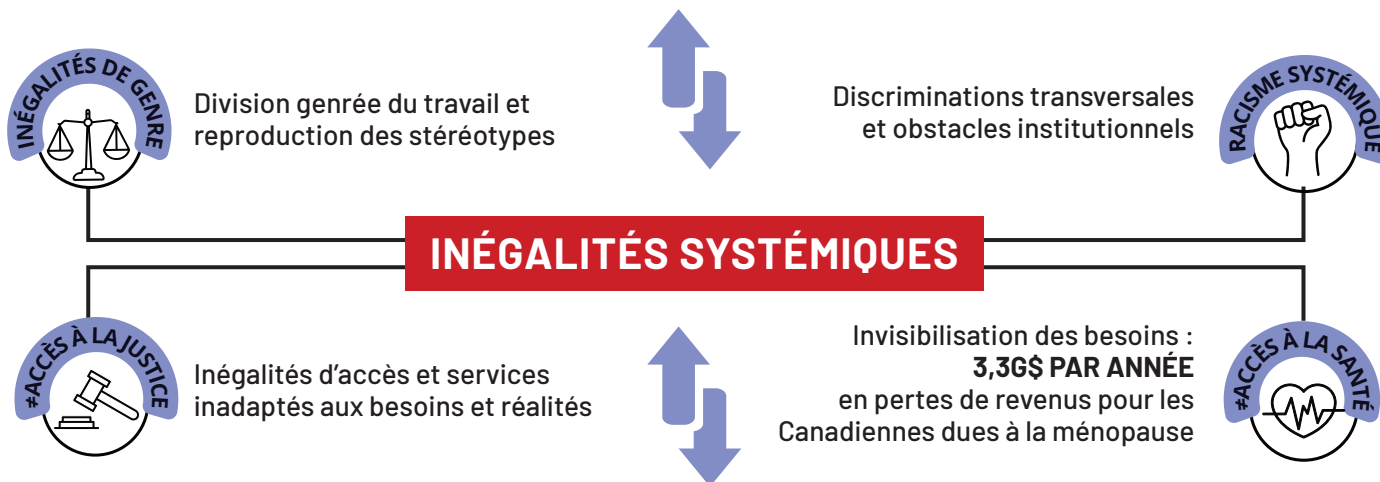 INÉGALITÉS DE GENRE
Division genrée du travail et
reproduction des stéréotypes
Discriminations transversales
et obstacles institutionnels
RACISME SYSTÉMIQUE
INÉGALITÉS SYSTÉMIQUES
≠ACCÈS À LA JUSTICE
Inégalités d’accès et services
inadaptés aux besoins et réalités
Invisibilisation des besoins :
3,3G$ PAR ANNÉE
en pertes de revenus pour les
Canadiennes dues à la ménopause
≠ACCÈS À LA SANTÉ